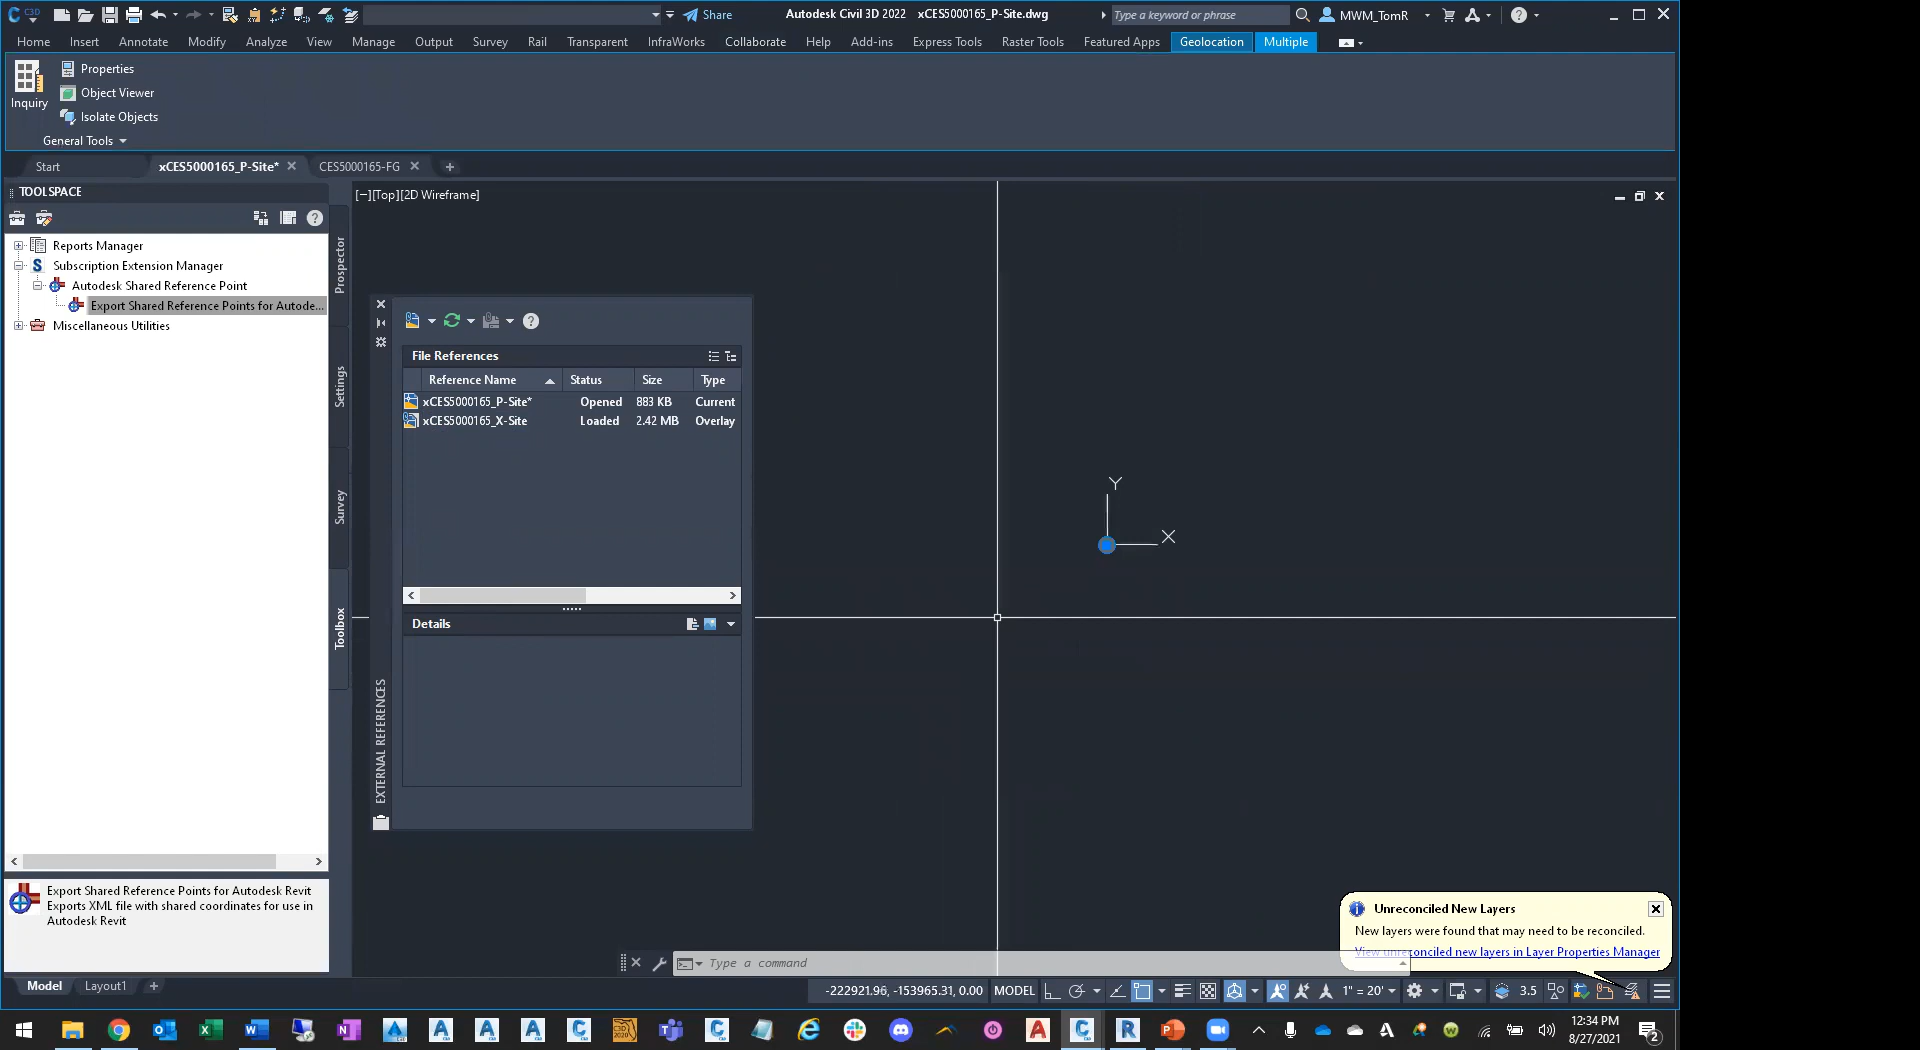 C3D
Share
Autodesk Civil 3D 2022 xCES5000165_P-Site.dwg
Type a keyword or phrase
MWM_TomR
Home Insert Annotate Modify Analyze View Manage Output Survey Rail Transparent InfraWorks Collaborate Help Add-ins Express Tools Raster Tools Featured Apps Geolocation Multiple
Inquiry
Properties
Object Viewer
Isolate Objects
General Tools
Start xCES5000165_P-Site* CES5000165-FG
TOOLSPACE
[−][Top][2D Wireframe]
Reports Manager
Subscription Extension Manager
Autodesk Shared Reference Point
Export Shared Reference Points for Autode...
Miscellaneous Utilities
Prospector
Settings
Survey
Toolbox
File References
Reference Name Status Size Type
xCES5000165_P-Site* Opened 883 KB Current
xCES5000165_X-Site Loaded 2.42 MB Overlay
Details
EXTERNAL REFERENCES
Y
X
Export Shared Reference Points for Autodesk Revit
Exports XML file with shared coordinates for use in
Autodesk Revit
Unreconciled New Layers
New layers were found that may need to be reconciled.
View unreconciled new layers in Layer Properties Manager
Type a command
Model Layout1
-222921.96, -153965.31, 0.00 MODEL 1" = 20' 3.5
12:34 PM
8/27/2021
2